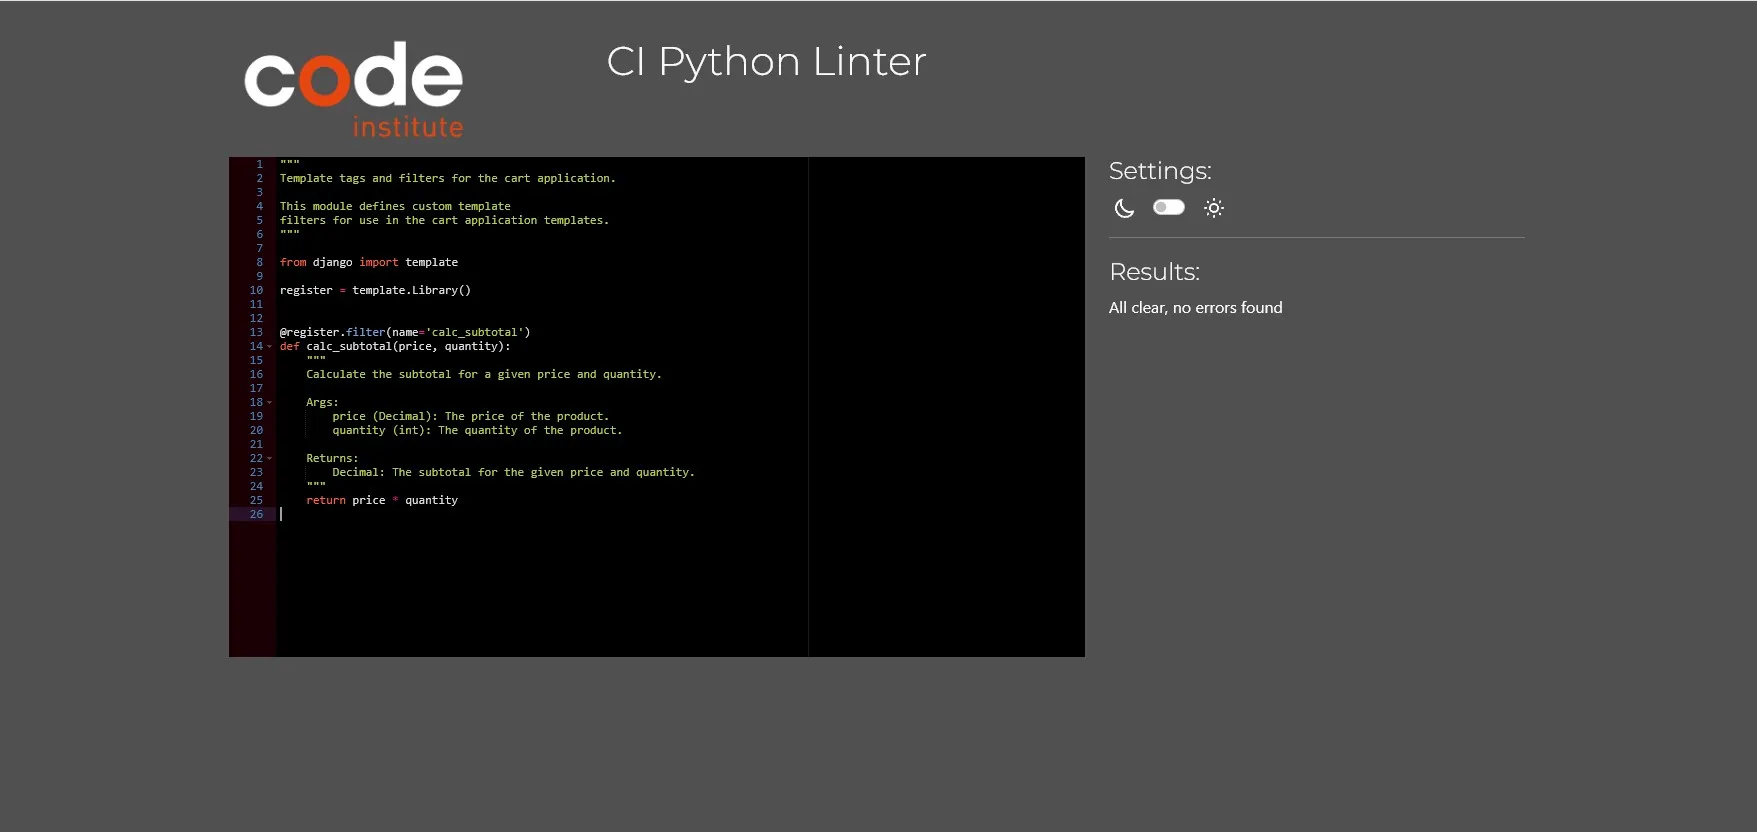 code
institute
CI Python Linter
1 """
2 Template tags and filters for the cart application.
3
4 This module defines custom template
5 filters for use in the cart application templates.
6 """
7
8 from django import template
9
10 register = template.Library()
11
12
13 @register.filter(name='calc_subtotal')
14 def calc_subtotal(price, quantity):
15     """
16     Calculate the subtotal for a given price and quantity.
17
18     Args:
19         price (Decimal): The price of the product.
20         quantity (int): The quantity of the product.
21
22     Returns:
23         Decimal: The subtotal for the given price and quantity.
24     """
25     return price * quantity
26
Settings:
Results:
All clear, no errors found